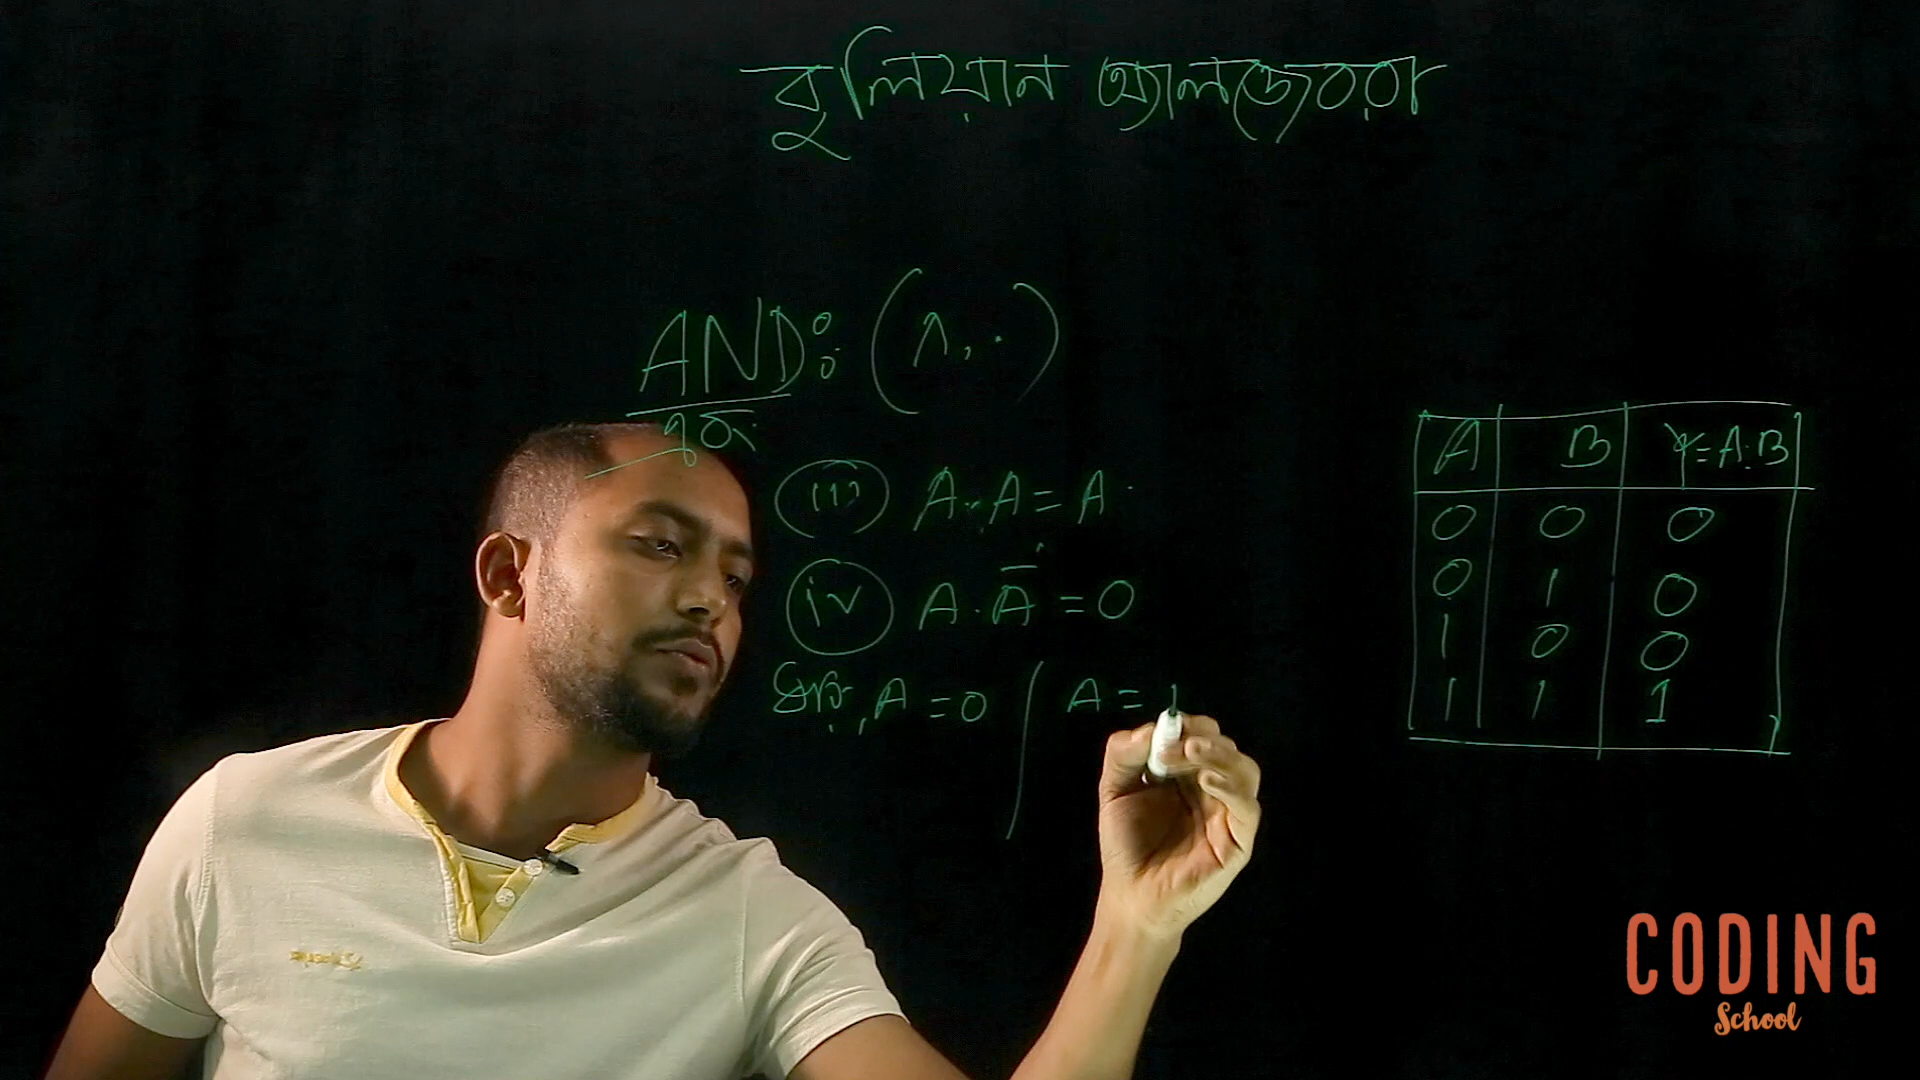 বুলিয়ান অ্যালজেবরা
AND: (∧, ·)
(iii) A·A = A
(iv) A·A̅ = 0
ধরি, A = 0 | A = 1
A B Y=A.B
0 0 0
0 1 0
1 0 0
1 1 1
CODING
School